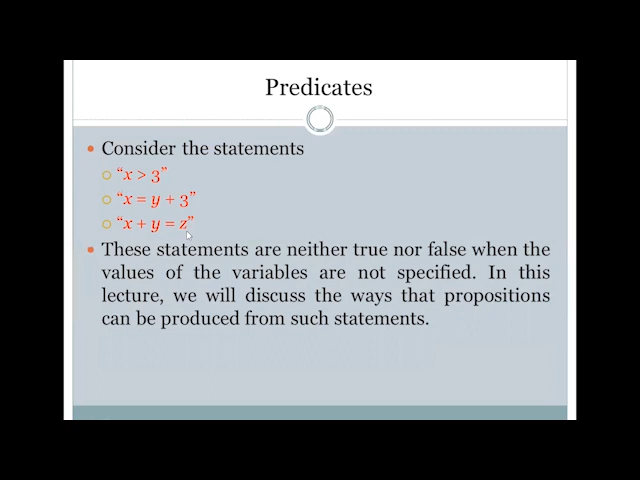 Predicates
Consider the statements
“x > 3”
“x = y + 3”
“x + y = z”
These statements are neither true nor false when the
values of the variables are not specified. In this
lecture, we will discuss the ways that propositions
can be produced from such statements.